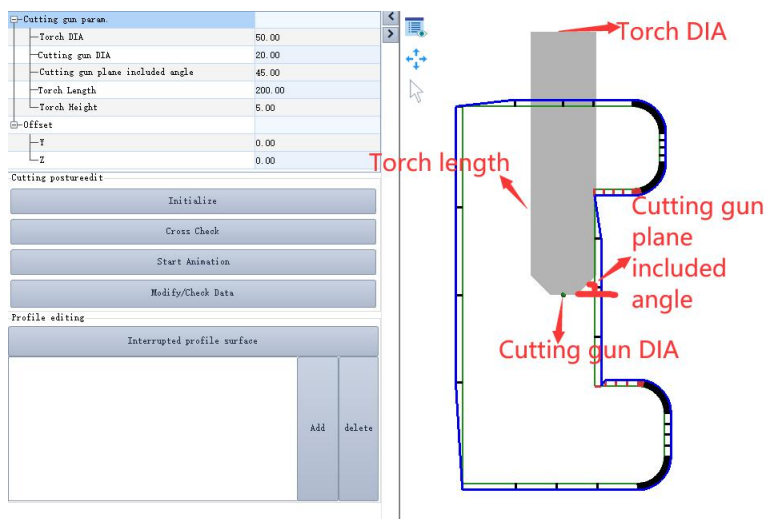 Cutting gun param.
Torch DIA 50.00
Cutting gun DIA 20.00
Cutting gun plane included angle 45.00
Torch Length 200.00
Torch Height 5.00
Offset
Y 0.00
Z 0.00
Cutting postureedit
Initialize
Cross Check
Start Animation
Modify/Check Data
Profile editing
Interrupted profile surface
Add
delete
Torch DIA
Torch length
Cutting gun
plane
included
angle
Cutting gun DIA